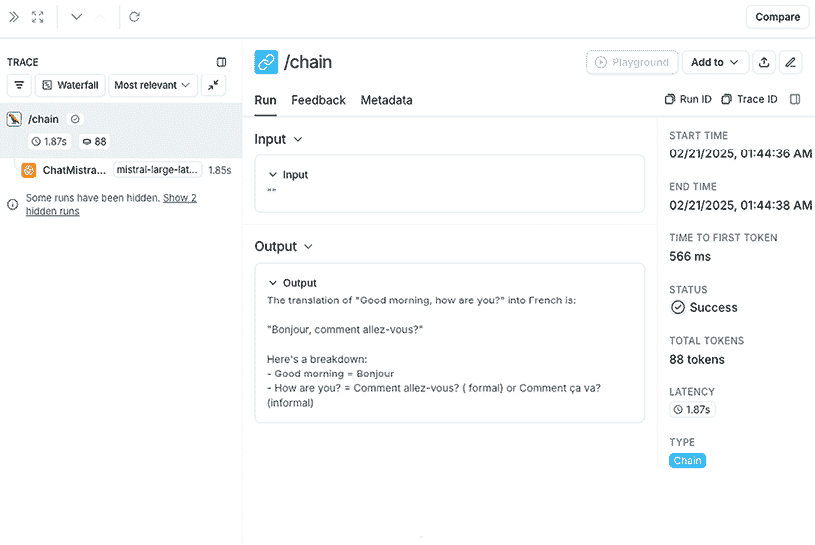 Compare
TRACE
Waterfall
Most relevant
/chain
1.87s
88
ChatMistra...
mistral-large-lat...
1.85s
Some runs have been hidden. Show 2
hidden runs
/chain
Playground
Add to
Run
Feedback
Metadata
Run ID
Trace ID
Input
Input
""
Output
Output
The translation of "Good morning, how are you?" into French is:
"Bonjour, comment allez-vous?"
Here's a breakdown:
- Good morning = Bonjour
- How are you? = Comment allez-vous? ( formal) or Comment ça va?
(informal)
START TIME
02/21/2025, 01:44:36 AM
END TIME
02/21/2025, 01:44:38 AM
TIME TO FIRST TOKEN
566 ms
STATUS
Success
TOTAL TOKENS
88 tokens
LATENCY
1.87s
TYPE
Chain